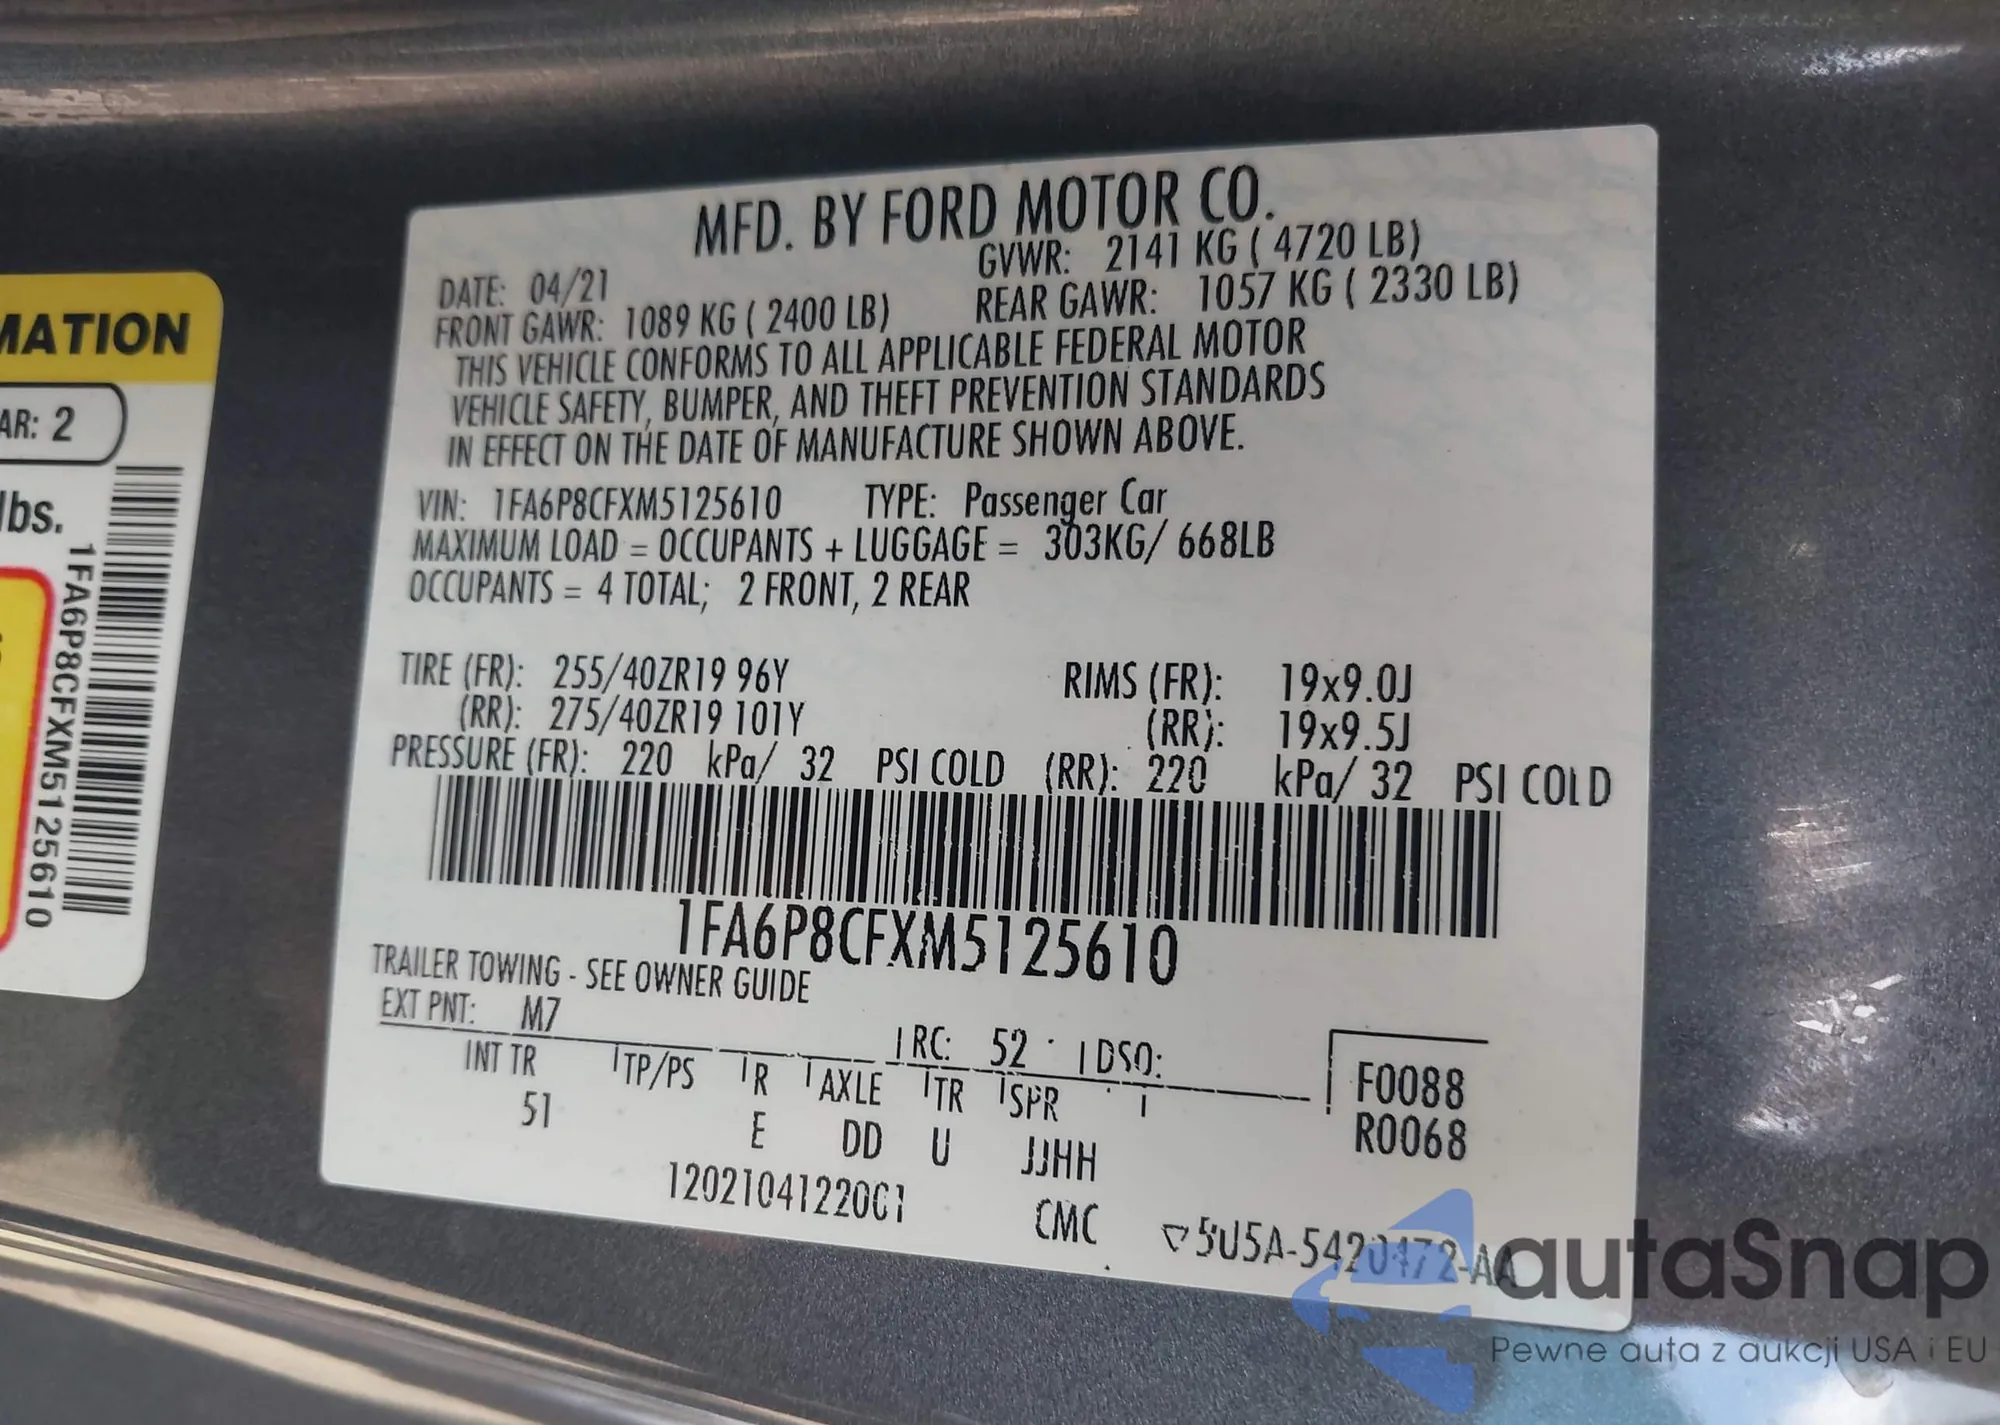 MATION
AR: 2
lbs.
1FA6P8CFXM5125610
MFD. BY FORD MOTOR CO.
DATE: 04/21 GVWR: 2141 KG ( 4720 LB)
FRONT GAWR: 1089 KG ( 2400 LB) REAR GAWR: 1057 KG ( 2330 LB)
THIS VEHICLE CONFORMS TO ALL APPLICABLE FEDERAL MOTOR
VEHICLE SAFETY, BUMPER, AND THEFT PREVENTION STANDARDS
IN EFFECT ON THE DATE OF MANUFACTURE SHOWN ABOVE.
VIN: 1FA6P8CFXM5125610 TYPE: Passenger Car
MAXIMUM LOAD = OCCUPANTS + LUGGAGE = 303KG/ 668LB
OCCUPANTS = 4 TOTAL; 2 FRONT, 2 REAR
TIRE (FR): 255/40ZR19 96Y RIMS (FR): 19x9.0J
(RR): 275/40ZR19 101Y (RR): 19x9.5J
PRESSURE (FR): 220 kPa/ 32 PSI COLD (RR): 220 kPa/ 32 PSI COLD
1FA6P8CFXM5125610
TRAILER TOWING - SEE OWNER GUIDE
EXT PNT: M7 RC: 52 DSO:
INT TR TP/PS R AXLE TR SPR
51 E DD U JJHH
F0088
R0068
12021041220C1 CMC 5U5A-5420472-AA
autaSnap
Pewne auta z aukcji USA i EU